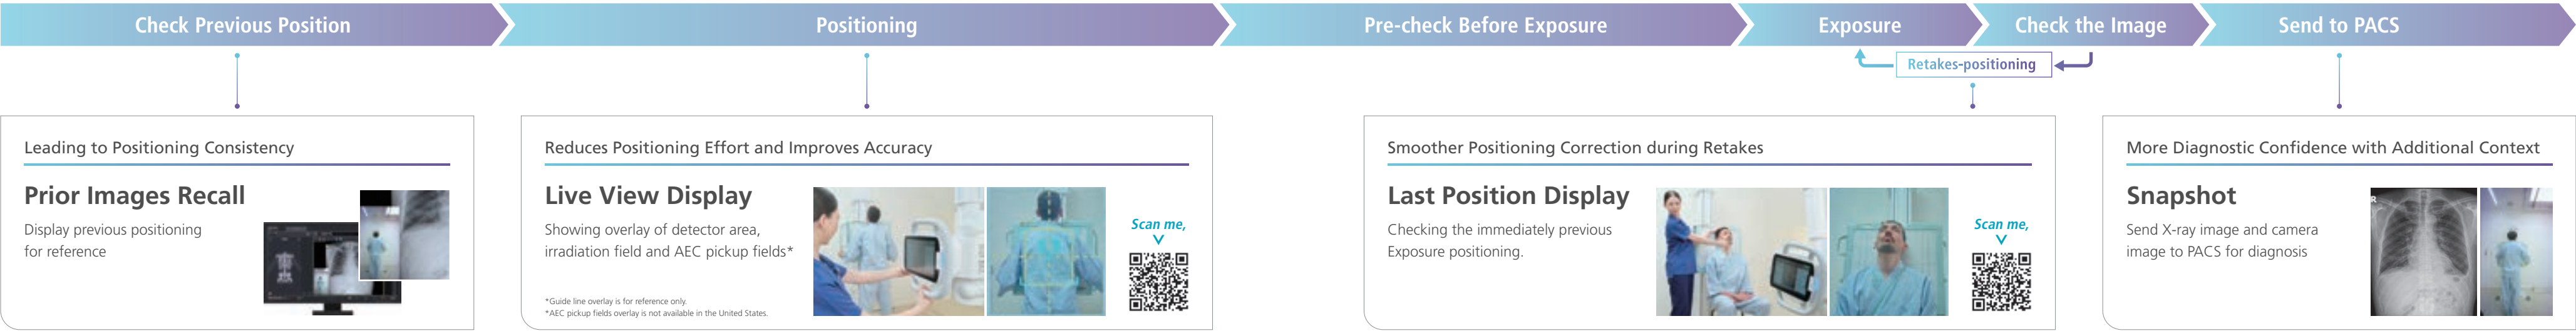 Check Previous Position
Positioning
Pre-check Before Exposure
Exposure
Check the Image
Send to PACS
Retakes-positioning
Leading to Positioning Consistency
Prior Images Recall
Display previous positioning
for reference
Reduces Positioning Effort and Improves Accuracy
Live View Display
Showing overlay of detector area,
irradiation field and AEC pickup fields*
*Guide line overlay is for reference only.
*AEC pickup fields overlay is not available in the United States.
Scan me,
Smoother Positioning Correction during Retakes
Last Position Display
Checking the immediately previous
Exposure positioning.
Scan me,
More Diagnostic Confidence with Additional Context
Snapshot
Send X-ray image and camera
image to PACS for diagnosis
R